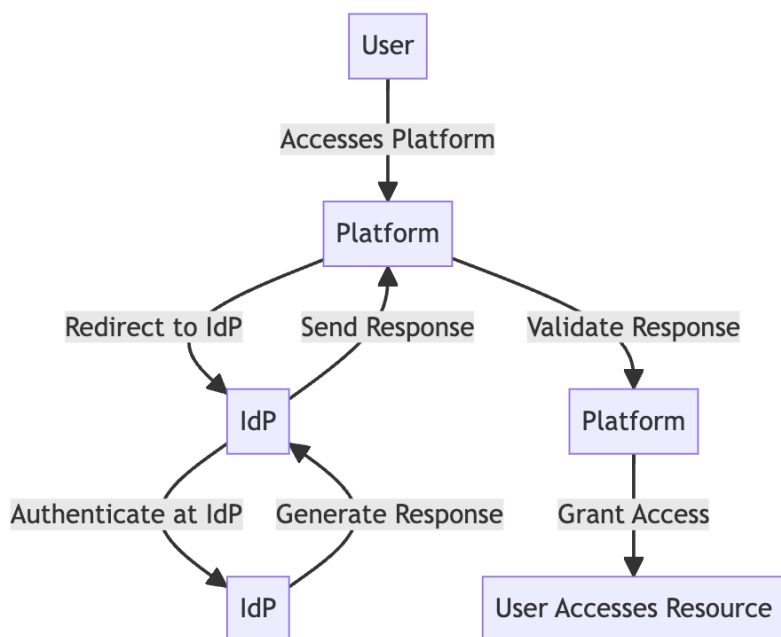 User
Accesses Platform
Platform
Redirect to IdP
Send Response
Validate Response
IdP
Platform
Authenticate at IdP
Generate Response
Grant Access
IdP
User Accesses Resource